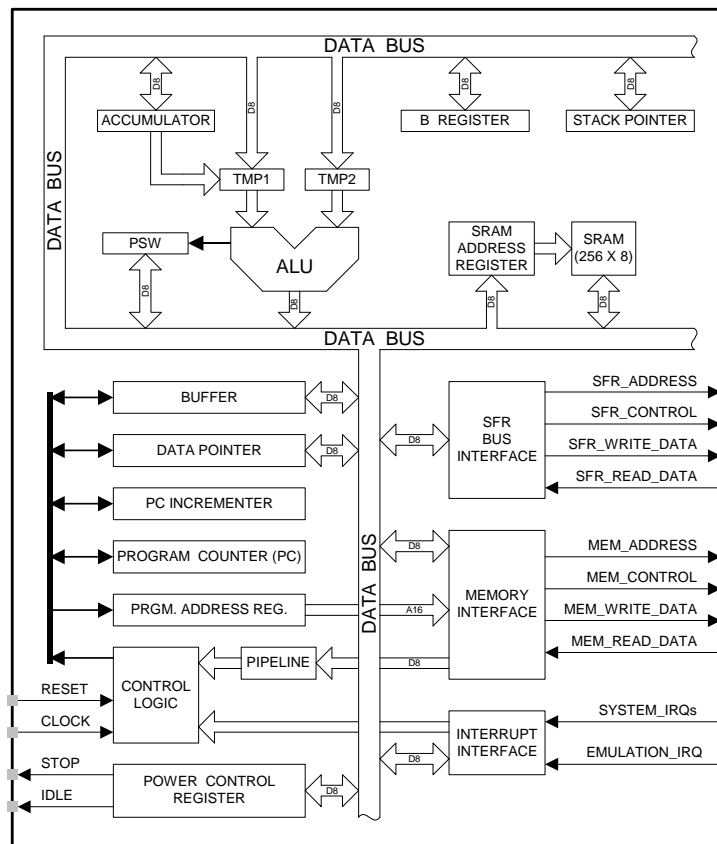 DATA BUS
D8
D8
D8
D8
D8
ACCUMULATOR
B REGISTER
STACK POINTER
DATA BUS
TMP1
TMP2
PSW
ALU
SRAM
ADDRESS
REGISTER
SRAM
(256 X 8)
D8
D8
D8
D8
DATA BUS
BUFFER
D8
DATA POINTER
D8
PC INCREMENTER
PROGRAM COUNTER (PC)
PRGM. ADDRESS REG.
A16
DATA BUS
D8
SFR
BUS
INTERFACE
SFR_ADDRESS
SFR_CONTROL
SFR_WRITE_DATA
SFR_READ_DATA
D8
MEMORY
INTERFACE
MEM_ADDRESS
MEM_CONTROL
MEM_WRITE_DATA
MEM_READ_DATA
CONTROL
LOGIC
PIPELINE
D8
RESET
CLOCK
STOP
IDLE
POWER CONTROL
REGISTER
D8
INTERRUPT
INTERFACE
D8
SYSTEM_IRQs
EMULATION_IRQ